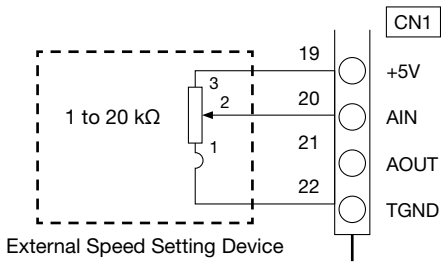 CN1
19
+5V
3
20
AIN
2
1 to 20 kΩ
21
1
AOUT
22
TGND
External Speed Setting Device